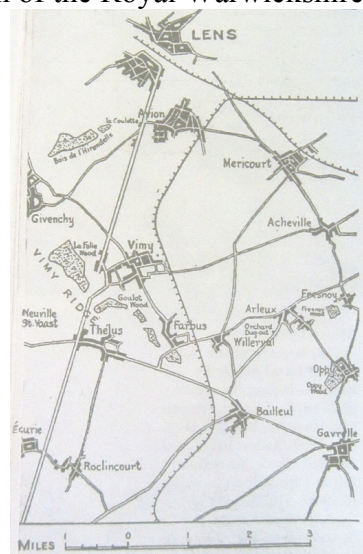 of the Royal Warwickshire
LENS
la Coulotte
Avion
Bois de l'Hirondelle
Mericourt
Givenchy
Acheville
La Folie
Wood
Vimy
VIMY RIDGE
Goulot
Wood
Fresnoy
Fresnoy
Wood
Arleux
Neuville
St. Vaast
Thélus
Farbus
Orchard
Dug-out
Willerval
Oppy
Oppy
Wood
Bailleul
Écurie
Gavrelle
Roclincourt
MILES 1 0 1 2 3